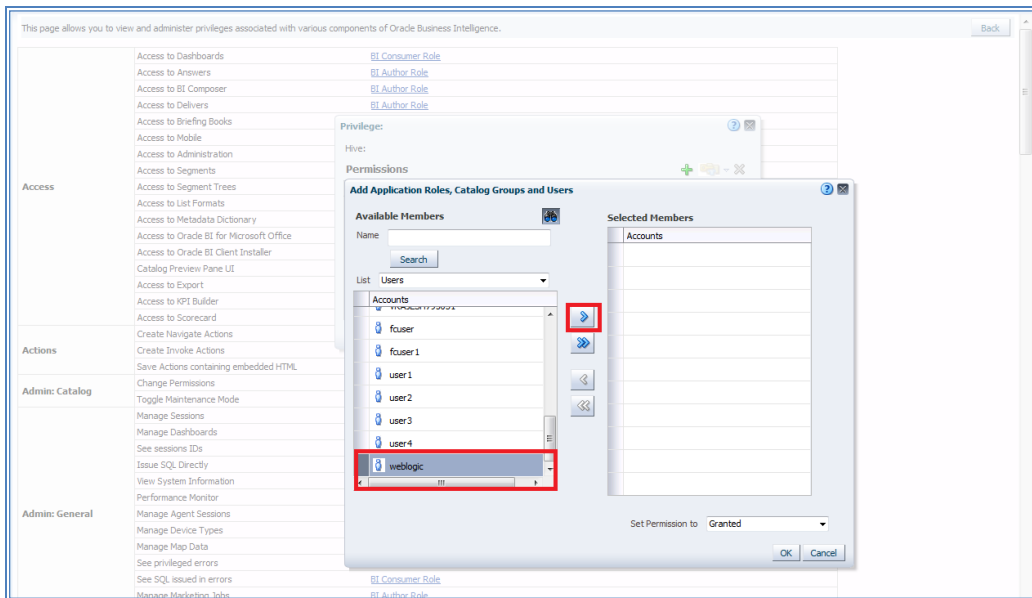 This page allows you to view and administer privileges associated with various components of Oracle Business Intelligence.
Back
Access
Access to Dashboards
BI Consumer Role
Access to Answers
BI Author Role
Access to BI Composer
BI Author Role
Access to Delivers
BI Author Role
Access to Briefing Books
Access to Mobile
Access to Administration
Access to Segments
Access to Segment Trees
Access to List Formats
Access to Metadata Dictionary
Access to Oracle BI for Microsoft Office
Access to Oracle BI Client Installer
Catalog Preview Pane UI
Access to Export
Access to KPI Builder
Access to Scorecard
Actions
Create Navigate Actions
Create Invoke Actions
Save Actions containing embedded HTML
Admin: Catalog
Change Permissions
Toggle Maintenance Mode
Admin: General
Manage Sessions
Manage Dashboards
See sessions IDs
Issue SQL Directly
View System Information
Performance Monitor
Manage Agent Sessions
Manage Device Types
Manage Map Data
See privileged errors
See SQL issued in errors
BI Consumer Role
Manage Marketing Jobs
BI Author Role
Privilege:
Hive:
Permissions
Add Application Roles, Catalog Groups and Users
Available Members
Name
Search
List Users
Accounts
fcuser
fcuser1
user1
user2
user3
user4
weblogic
Selected Members
Accounts
Set Permission to Granted
OK
Cancel